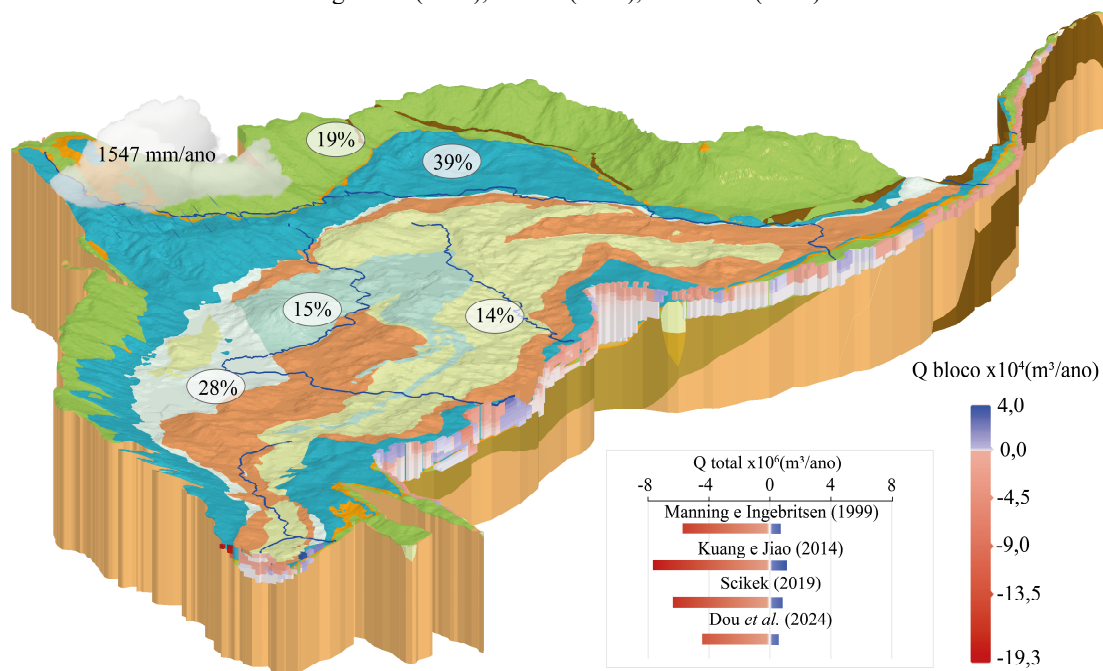 1547 mm/ano
19%
39%
15%
14%
28%
Q bloco x10⁴(m³/ano)
4,0
0,0
-4,5
-9,0
-13,5
-19,3
Q total x10⁶(m³/ano)
-8 -4 0 4 8
Manning e Ingebritsen (1999)
Kuang e Jiao (2014)
Scikek (2019)
Dou et al. (2024)